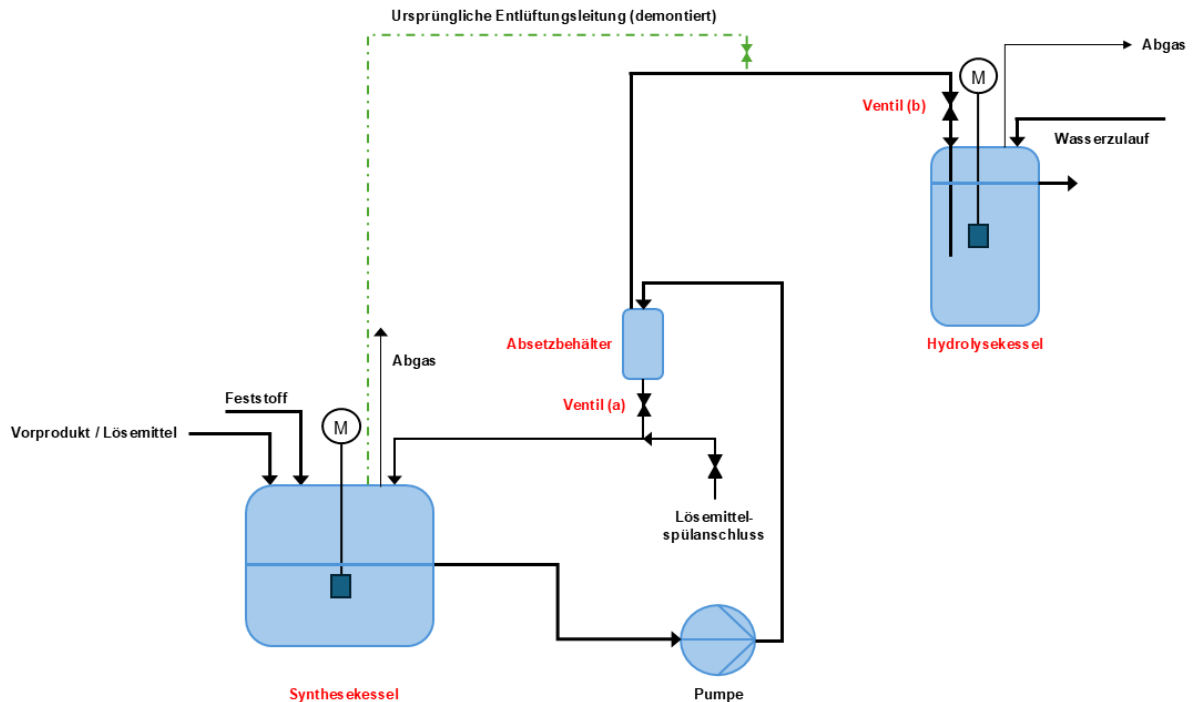 Ursprüngliche Entlüftungsleitung (demontiert)
Abgas
M
Ventil (b)
Wasserzulauf
Absetzbehälter
Hydrolysekessel
Abgas
Feststoff
Ventil (a)
M
Vorprodukt / Lösemittel
Lösemittel-
spülanschluss
Synthesekessel
Pumpe